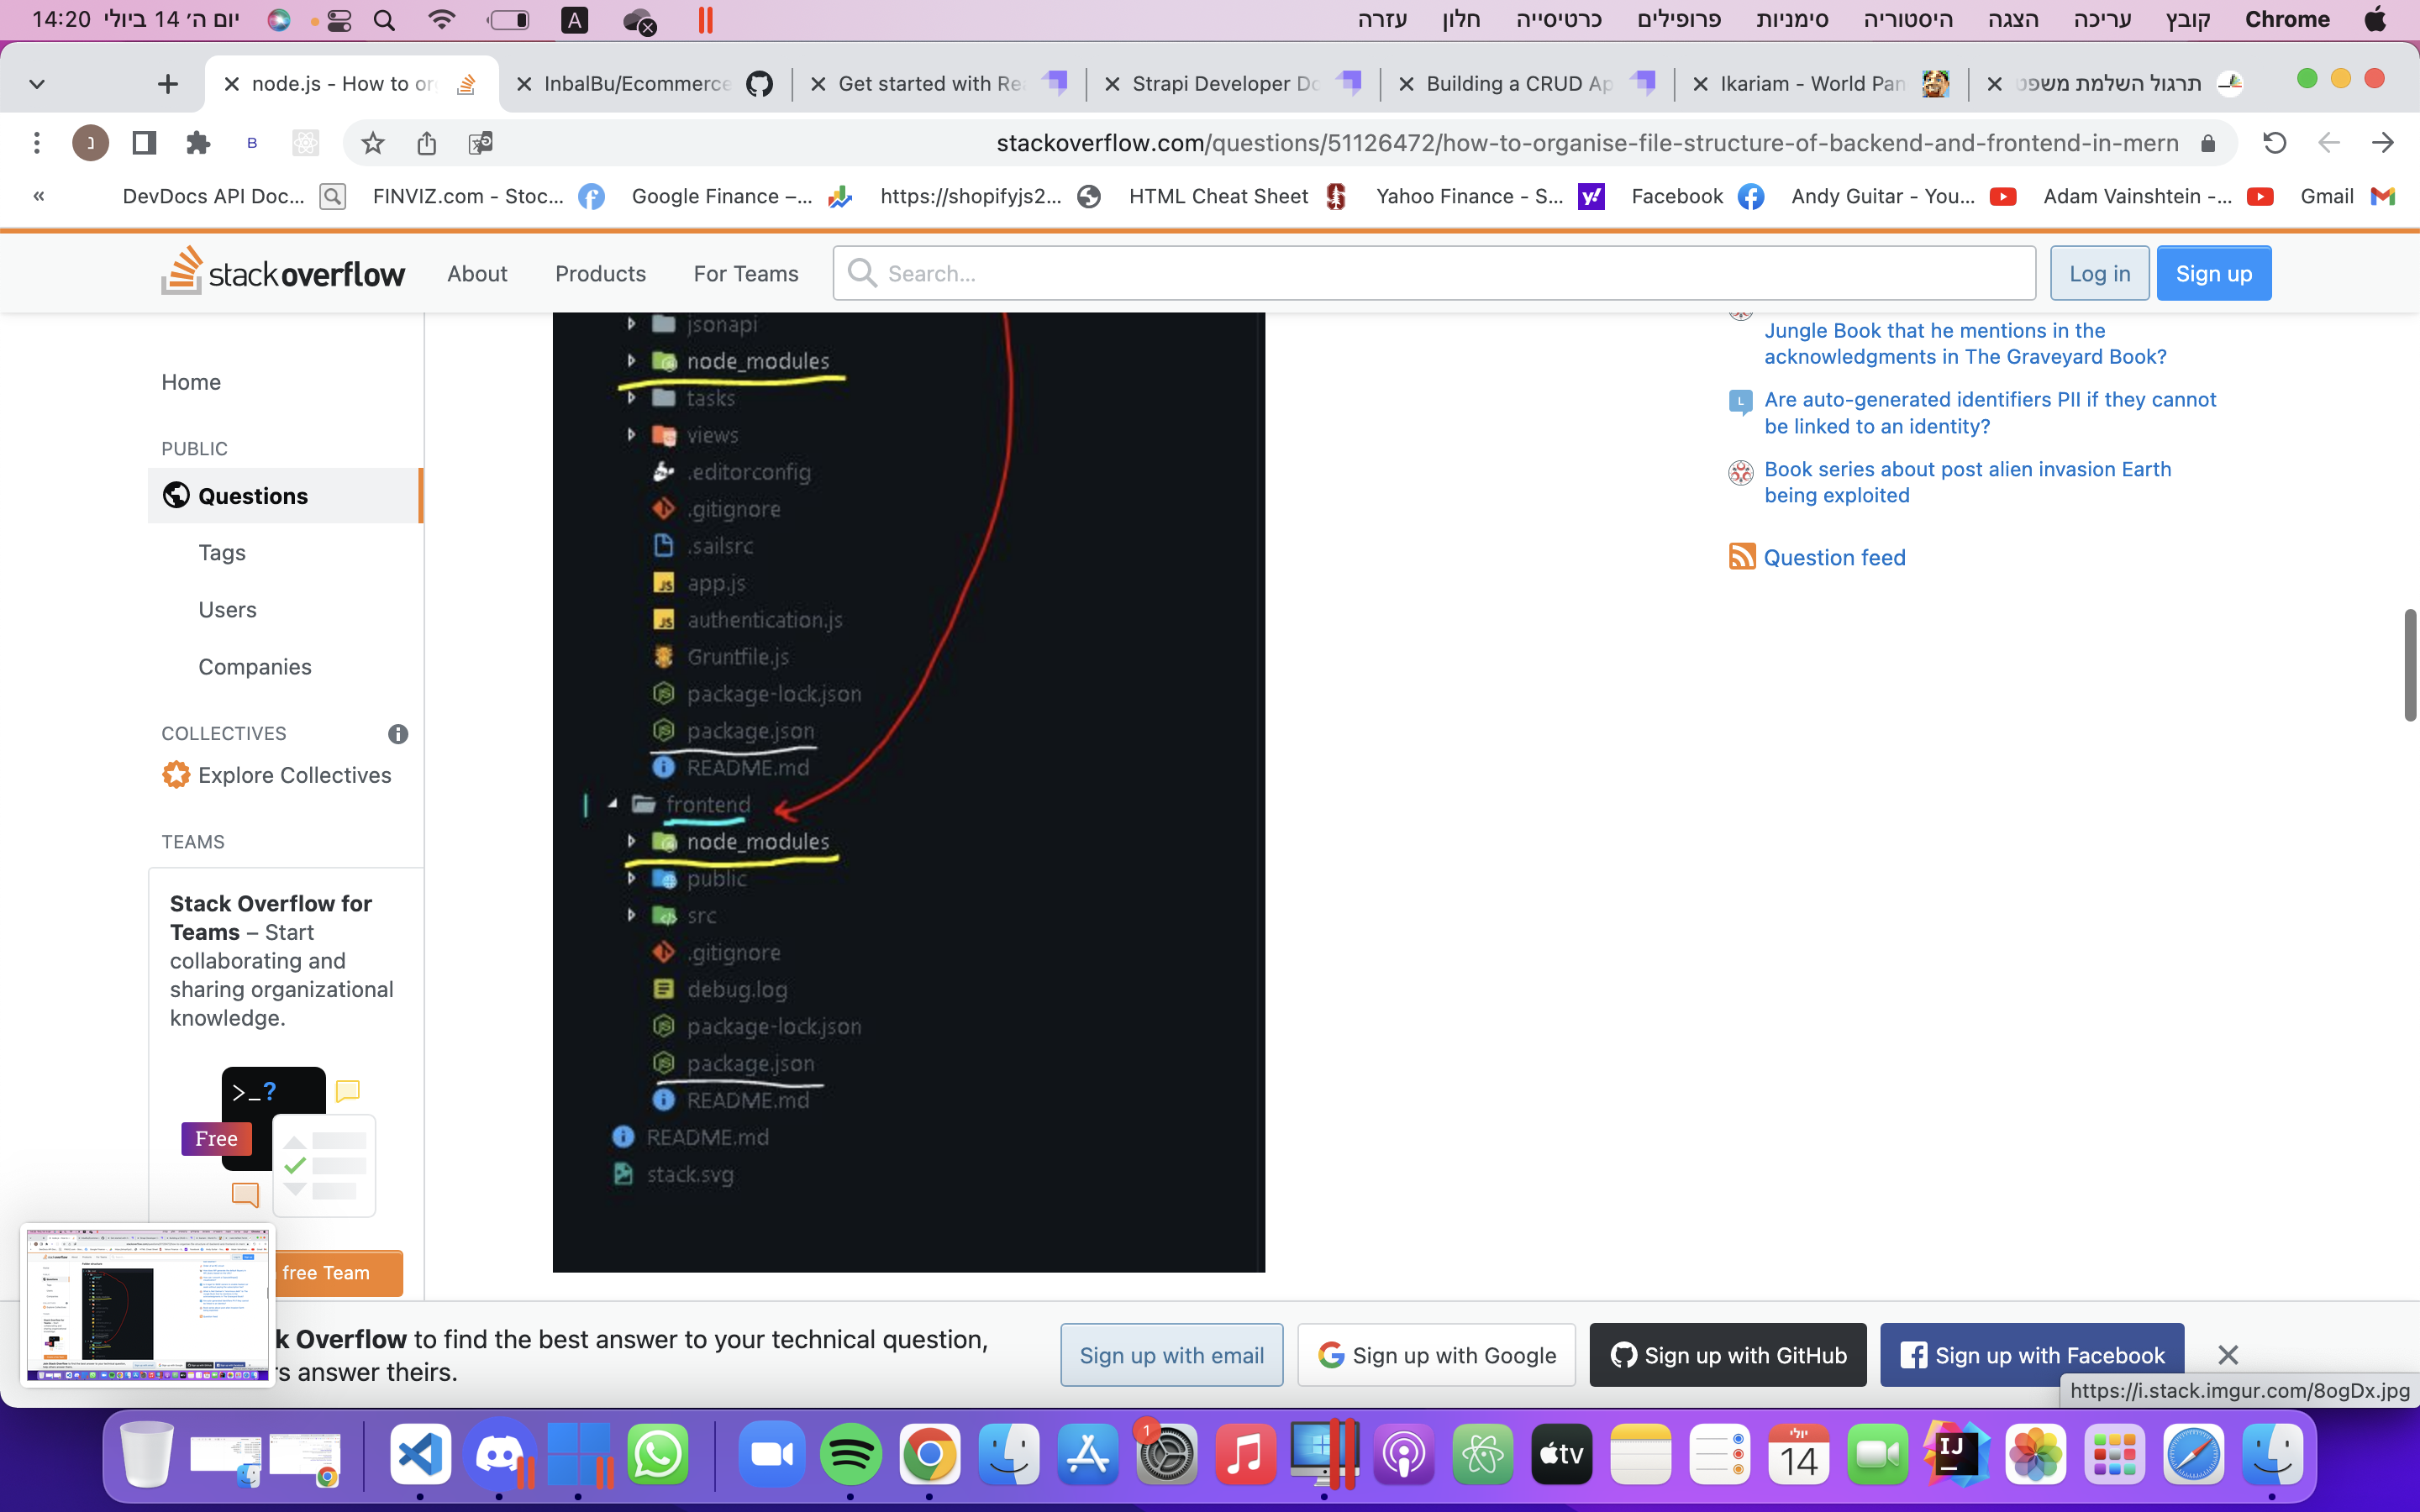 14:20 יום ה׳ 14 ביולי
A
Chrome קובץ עריכה הצגה היסטוריה סימניות פרופילים כרטיסייה חלון עזרה
node.js - How to or
InbalBu/Ecommerce
Get started with Re
Strapi Developer Do
Building a CRUD Ap
Ikariam - World Pan
תרגול השלמת משפט
נ
B
stackoverflow.com/questions/51126472/how-to-organise-file-structure-of-backend-and-frontend-in-mern
« DevDocs API Doc... FINVIZ.com - Stoc... Google Finance –... https://shopifyjs2... HTML Cheat Sheet Yahoo Finance - S... Facebook Andy Guitar - You... Adam Vainshtein -... Gmail
stackoverflow About Products For Teams Search... Log in Sign up
Home
PUBLIC
Questions
Tags
Users
Companies
COLLECTIVES
Explore Collectives
TEAMS
Stack Overflow for
Teams – Start
collaborating and
sharing organizational
knowledge.
>_?
Free
free Team
jsonapi
node_modules
tasks
views
.editorconfig
.gitignore
.sailsrc
app.js
authentication.js
Gruntfile.js
package-lock.json
package.json
README.md
frontend
node_modules
public
src
.gitignore
debug.log
package-lock.json
package.json
README.md
README.md
stack.svg
Jungle Book that he mentions in the
acknowledgments in The Graveyard Book?
L
Are auto-generated identifiers PII if they cannot
be linked to an identity?
Book series about post alien invasion Earth
being exploited
Question feed
k Overflow to find the best answer to your technical question,
rs answer theirs.
Sign up with email Sign up with Google Sign up with GitHub Sign up with Facebook
https://i.stack.imgur.com/8ogDx.jpg
1
tv
יולי
14
IJ